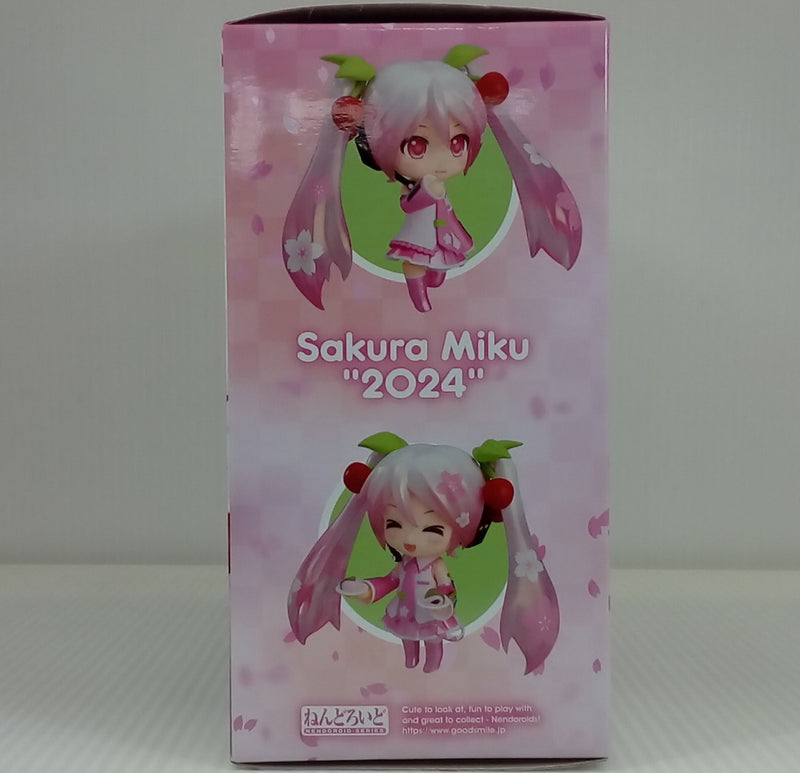 Sakura Miku
"2024"
ねんどろいど
NENDOROID SERIES
Cute to look at, fun to play with
and great to collect - Nendoroids!
https://www.goodsmile.jp